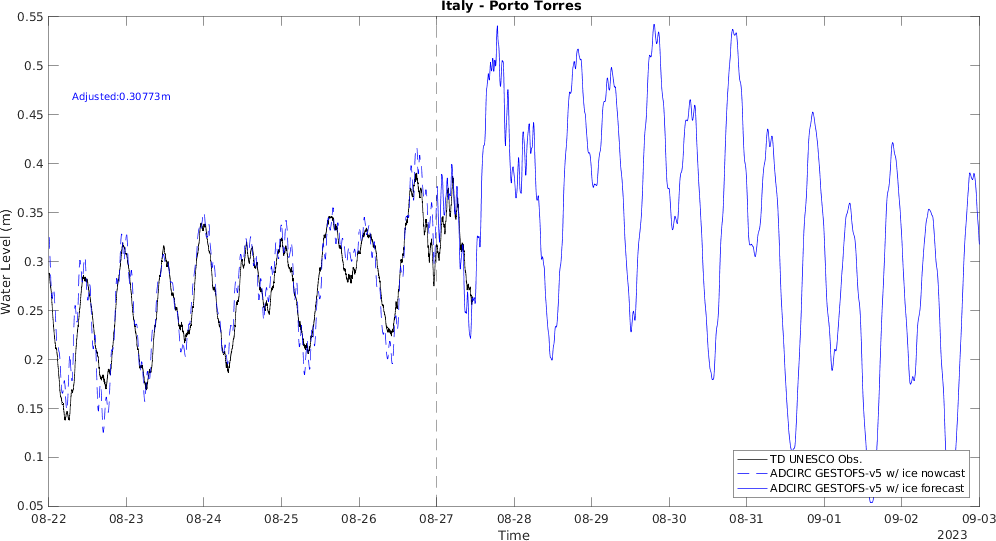 Italy - Porto Torres
0.55
0.5
0.45
0.4
0.35
0.3
0.25
0.2
0.15
0.1
0.05
Water Level (m)
Adjusted:0.30773m
TD UNESCO Obs.
ADCIRC GESTOFS-v5 w/ ice nowcast
ADCIRC GESTOFS-v5 w/ ice forecast
08-22 08-23 08-24 08-25 08-26 08-27 08-28 08-29 08-30 08-31 09-01 09-02 09-03
Time
2023